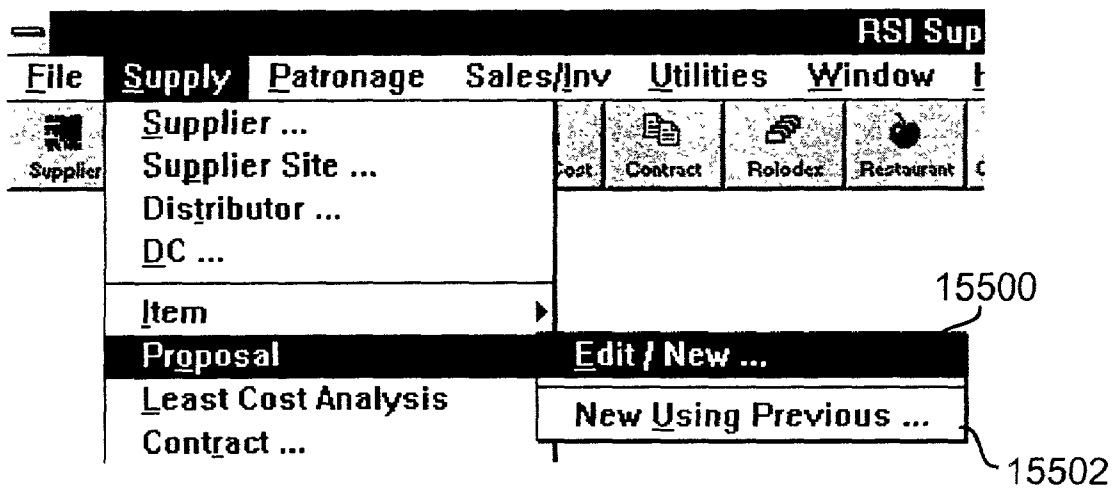 RSI Sup
File Supply Patronage Sales/Inv Utilities Window
Supplier ost Contract Rolodex Restaurant
Supplier ...
Supplier Site ...
Distributor ...
DC ...
Item
Proposal
Least Cost Analysis
Contract ...
Edit / New ...
New Using Previous ...
15500
15502